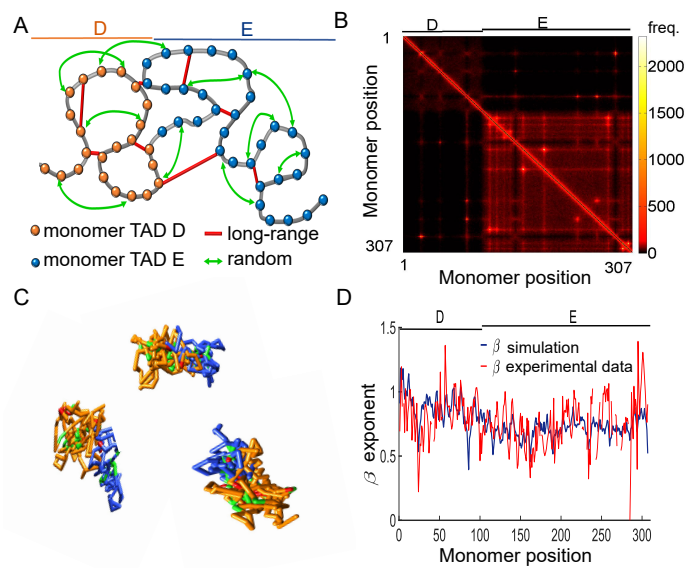 A
D
E
monomer TAD D
long-range
monomer TAD E
random
B
D
E
freq.
1
Monomer position
307
1
307
Monomer position
2000
1500
1000
500
0
C
D
D
E
1.5
1
0.5
0
β exponent
β simulation
β experimental data
0
50
100
150
200
250
300
Monomer position